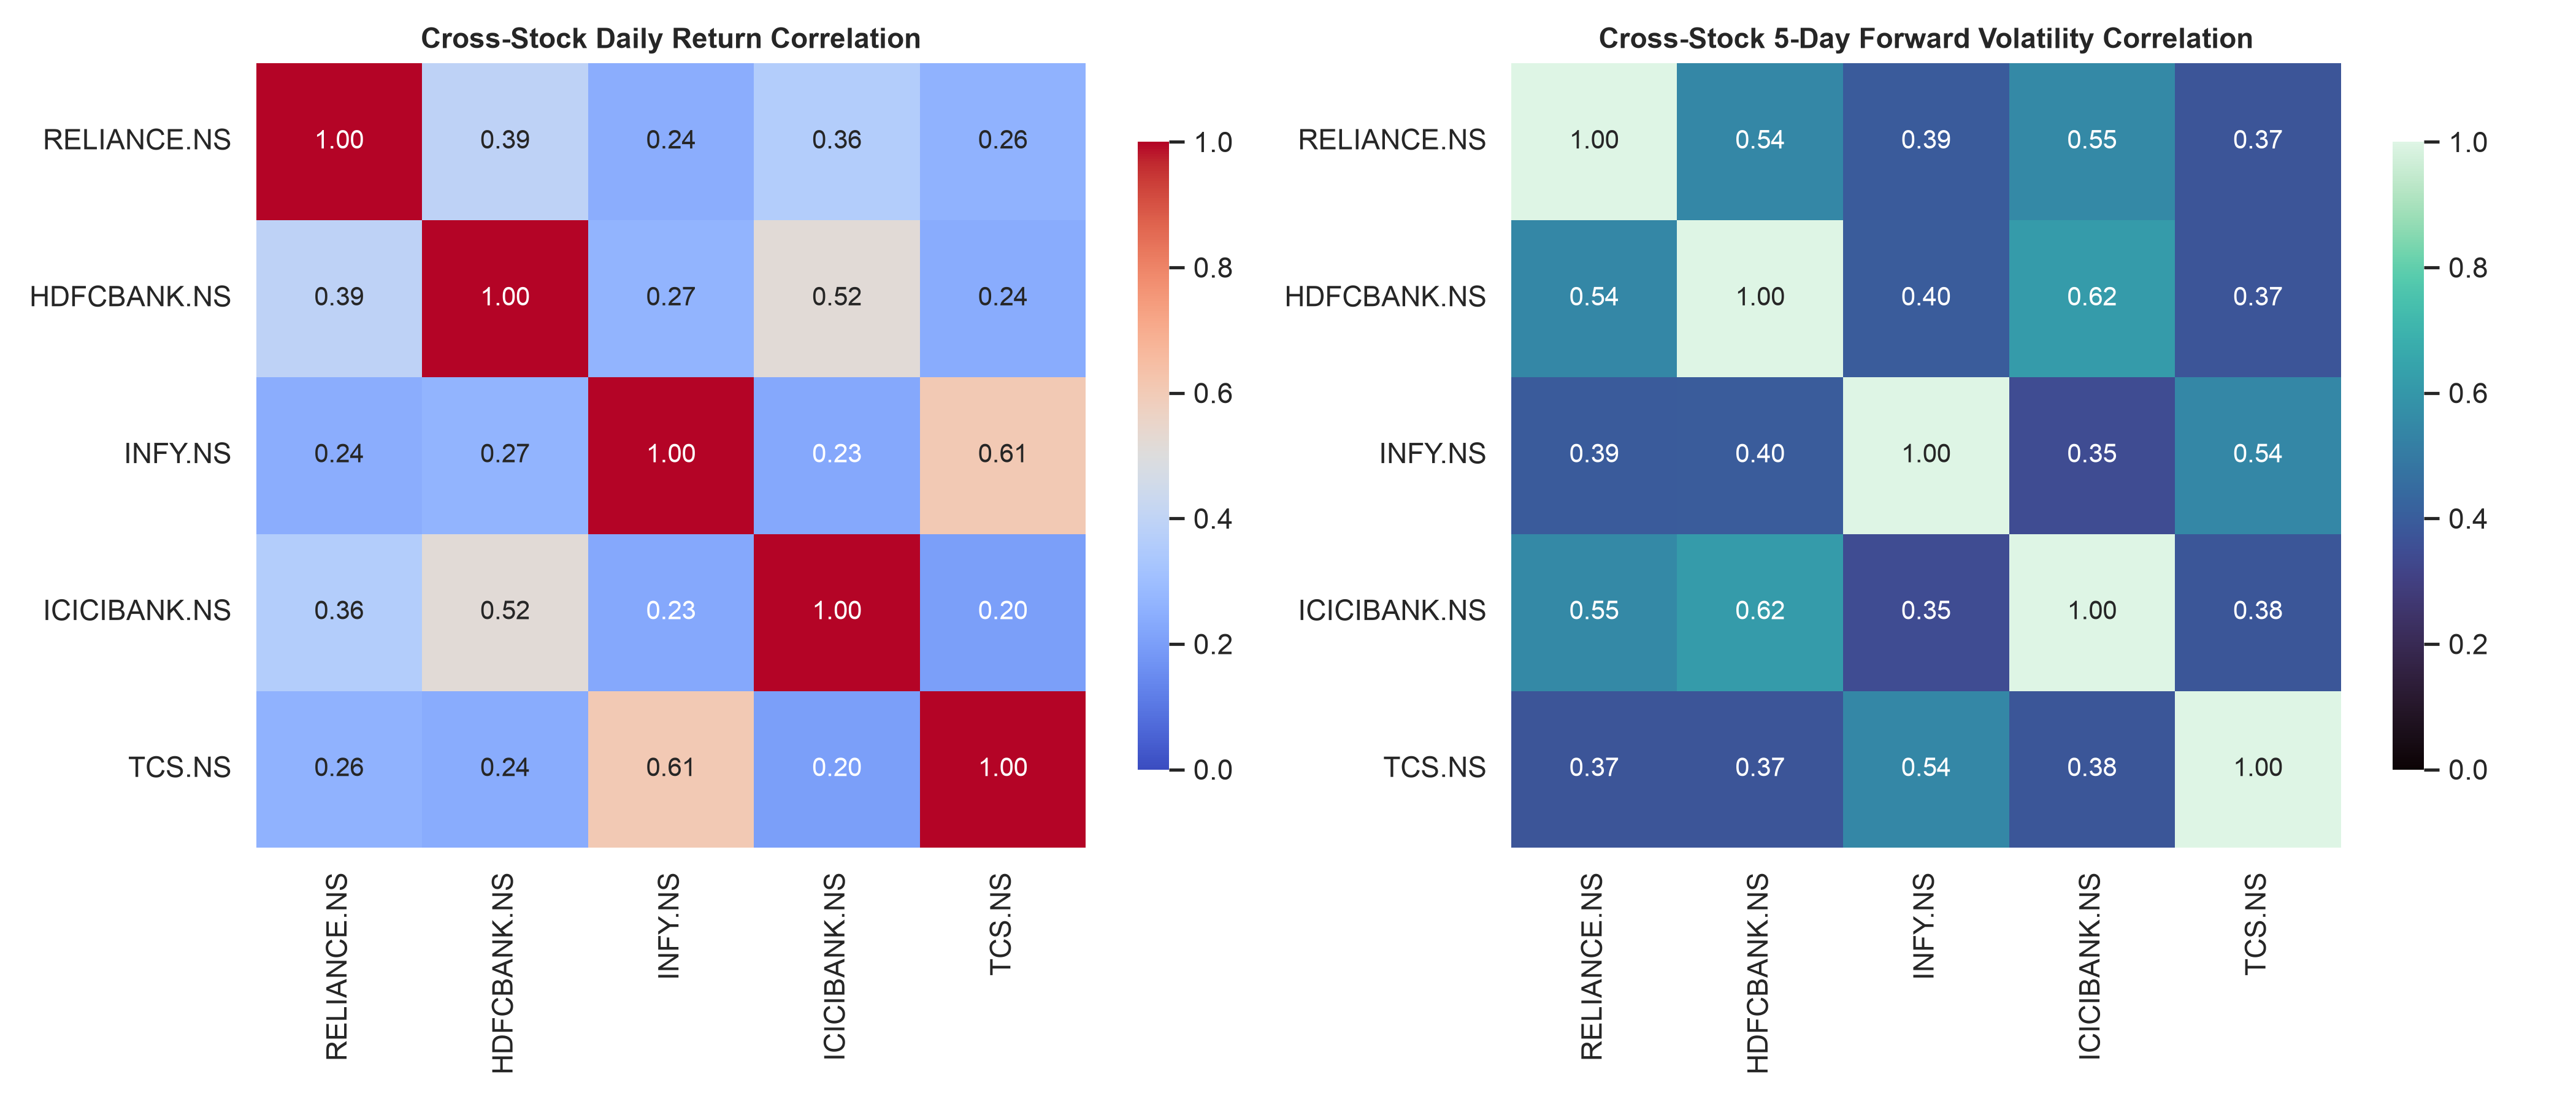 Cross-Stock Daily Return Correlation
RELIANCE.NS 1.00 0.39 0.24 0.36 0.26
HDFCBANK.NS 0.39 1.00 0.27 0.52 0.24
INFY.NS 0.24 0.27 1.00 0.23 0.61
ICICIBANK.NS 0.36 0.52 0.23 1.00 0.20
TCS.NS 0.26 0.24 0.61 0.20 1.00
RELIANCE.NS HDFCBANK.NS INFY.NS ICICIBANK.NS TCS.NS
1.0
0.8
0.6
0.4
0.2
0.0
Cross-Stock 5-Day Forward Volatility Correlation
RELIANCE.NS 1.00 0.54 0.39 0.55 0.37
HDFCBANK.NS 0.54 1.00 0.40 0.62 0.37
INFY.NS 0.39 0.40 1.00 0.35 0.54
ICICIBANK.NS 0.55 0.62 0.35 1.00 0.38
TCS.NS 0.37 0.37 0.54 0.38 1.00
RELIANCE.NS HDFCBANK.NS INFY.NS ICICIBANK.NS TCS.NS
1.0
0.8
0.6
0.4
0.2
0.0